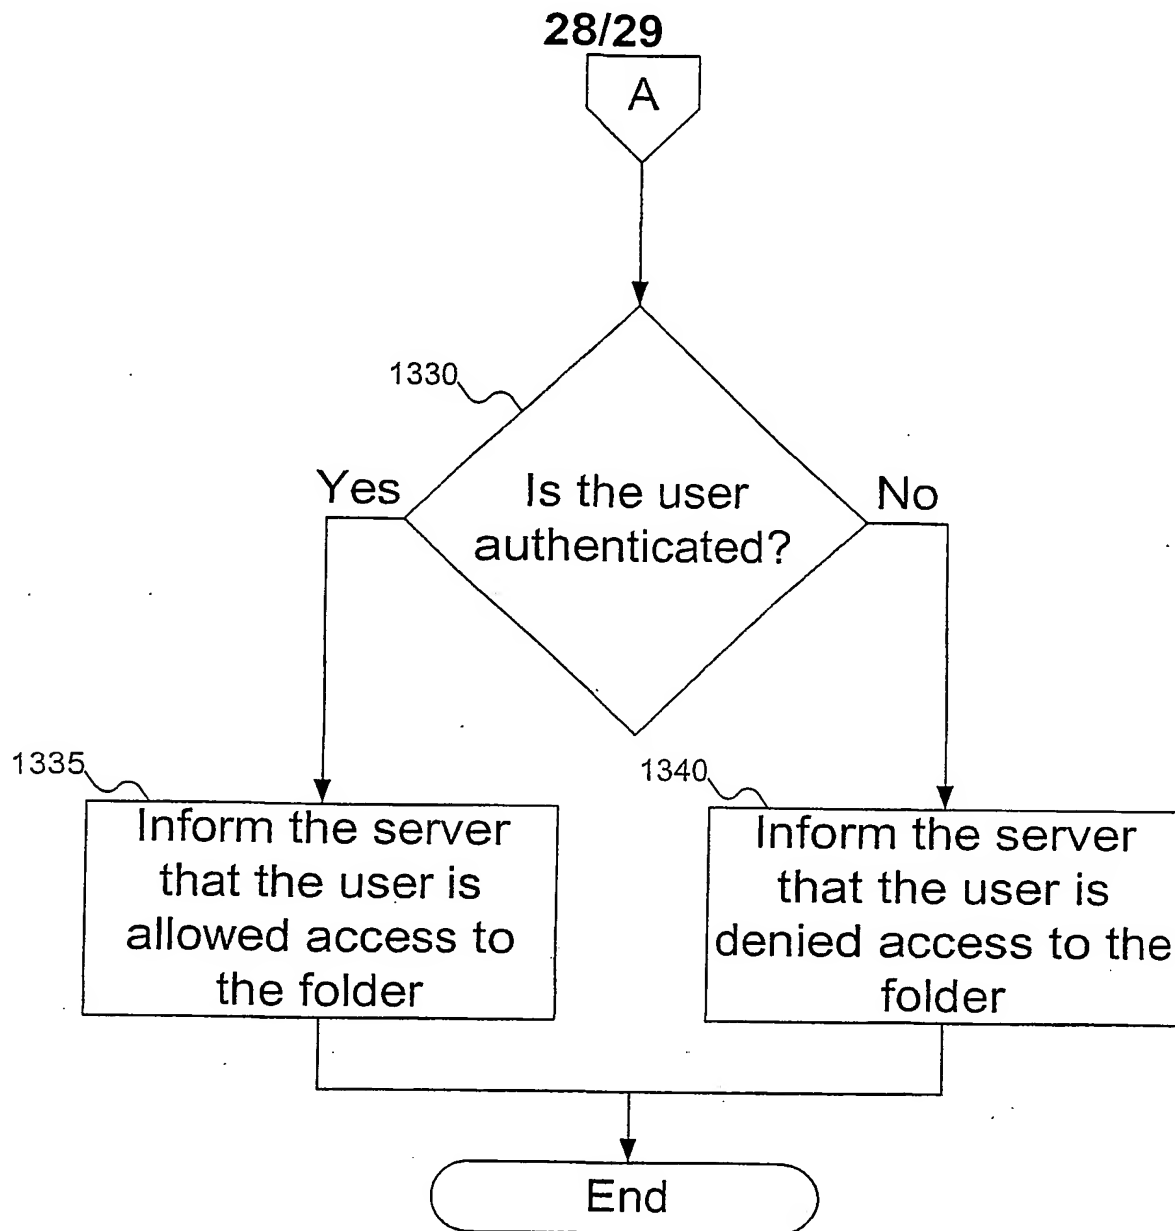 28/29
A
1330
Is the user
authenticated?
Yes
No
1335
Inform the server
that the user is
allowed access to
the folder
1340
Inform the server
that the user is
denied access to the
folder
End